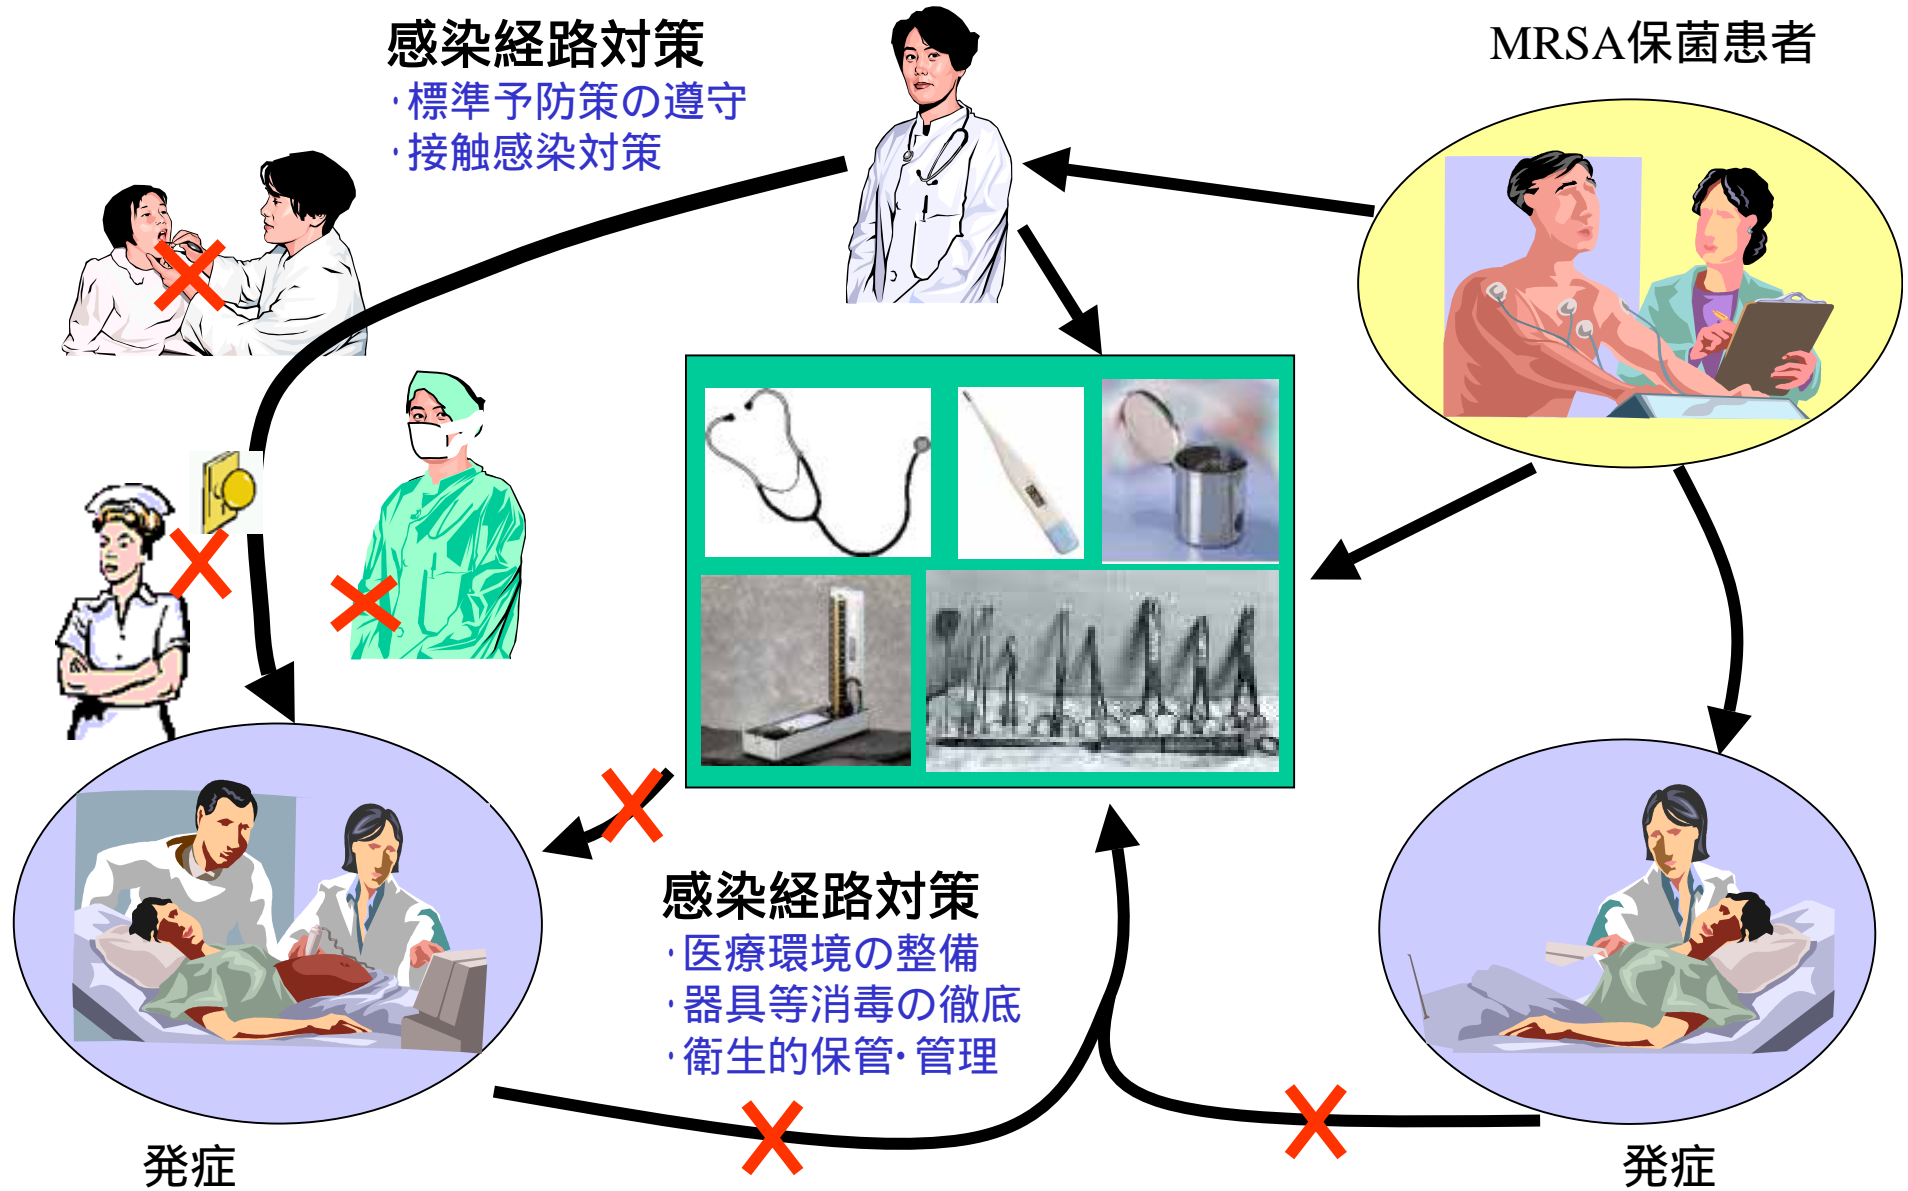 感染経路対策
・標準予防策の遵守
・接触感染対策
MRSA保菌患者
感染経路対策
・医療環境の整備
・器具等消毒の徹底
・衛生的保管・管理
発症
発症